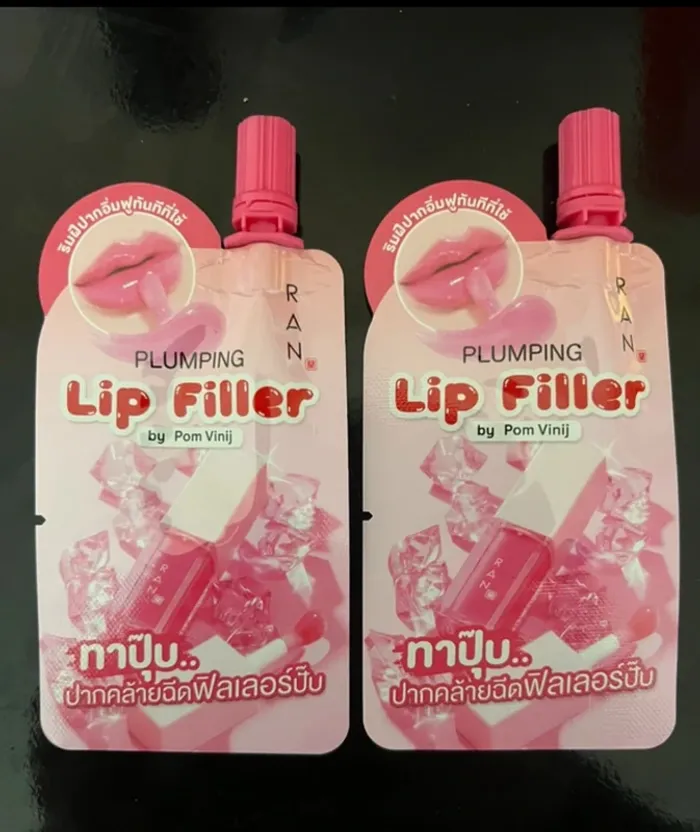 ริมฝีปากอิ่มฟูทันทีที่ใช้
RAN
PLUMPING
Lip Filler
by Pom Vinij
RAN
ทาปุ๊บ..
ปากคล้ายฉีดฟิลเลอร์ปั๊บ
ริมฝีปากอิ่มฟูทันทีที่ใช้
RAN
PLUMPING
Lip Filler
by Pom Vinij
RAN
ทาปุ๊บ..
ปากคล้ายฉีดฟิลเลอร์ปั๊บ